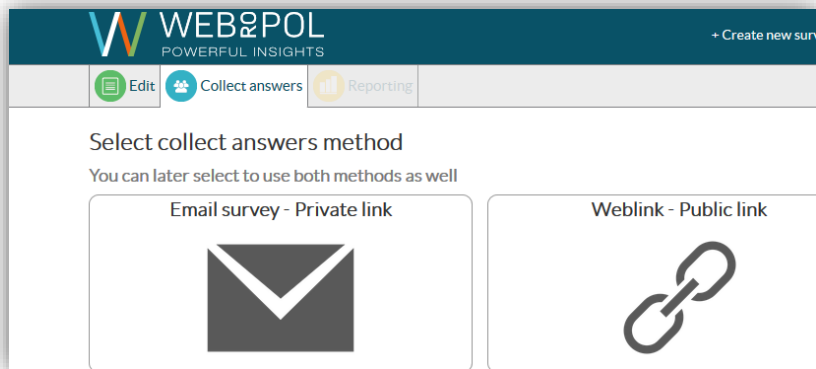 WEBROPOL
POWERFUL INSIGHTS
+ Create new surv
Edit
Collect answers
Reporting
Select collect answers method
You can later select to use both methods as well
Email survey - Private link
Weblink - Public link